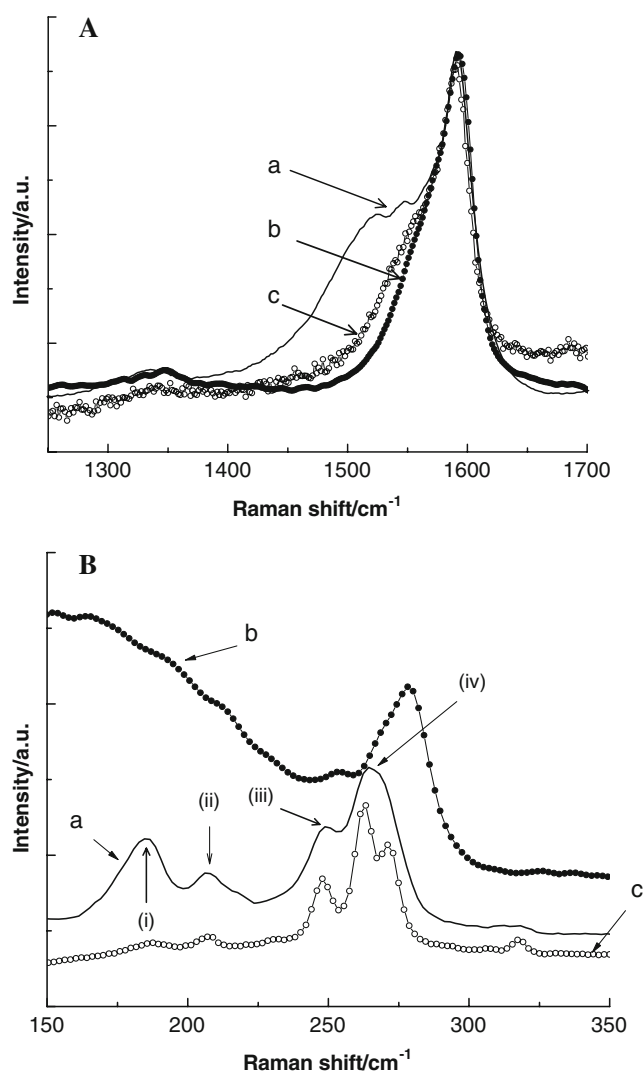 A
a
b
c
Intensity/a.u.
1300 1400 1500 1600 1700
Raman shift/cm-1
B
b
(iv)
(iii)
(ii)
a
(i)
c
Intensity/a.u.
150 200 250 300 350
Raman shift/cm-1